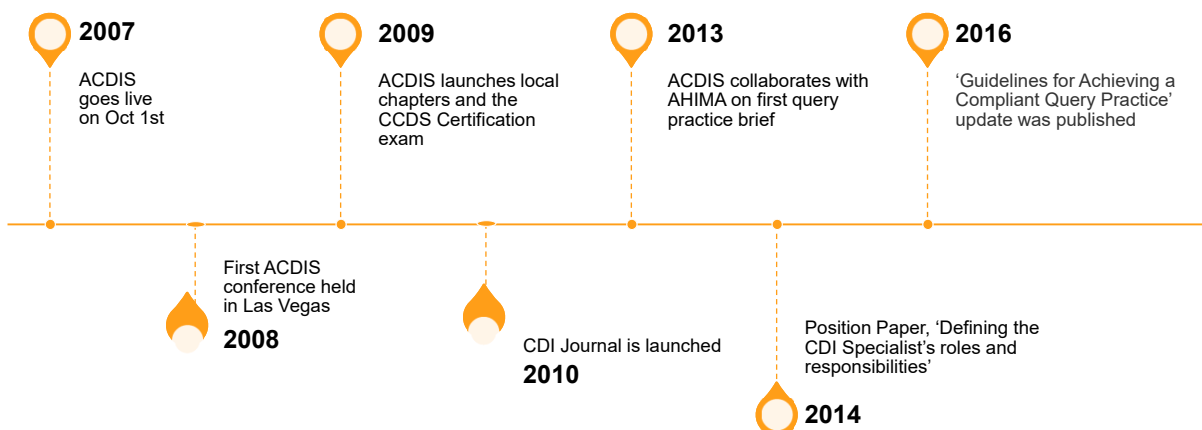 2007
ACDIS
goes live
on Oct 1st
First ACDIS
conference held
in Las Vegas
2008
2009
ACDIS launches local
chapters and the
CCDS Certification
exam
CDI Journal is launched
2010
2013
ACDIS collaborates with
AHIMA on first query
practice brief
Position Paper, ‘Defining the
CDI Specialist’s roles and
responsibilities’
2014
2016
‘Guidelines for Achieving a
Compliant Query Practice’
update was published